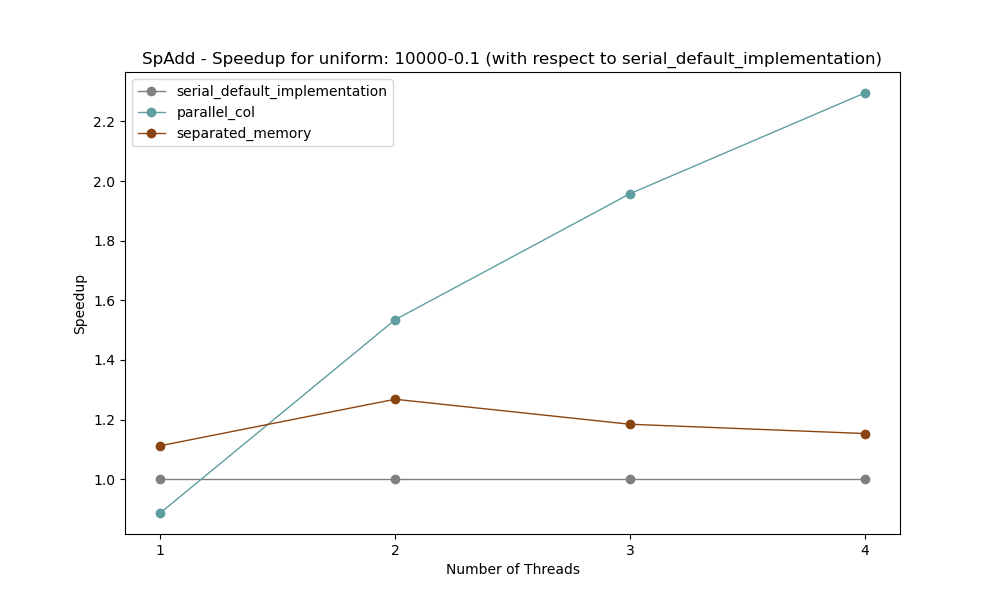 SpAdd - Speedup for uniform: 10000-0.1 (with respect to serial_default_implementation)
serial_default_implementation
parallel_col
separated_memory
2.2
2.0
1.8
1.6
1.4
1.2
1.0
Speedup
1 2 3 4
Number of Threads